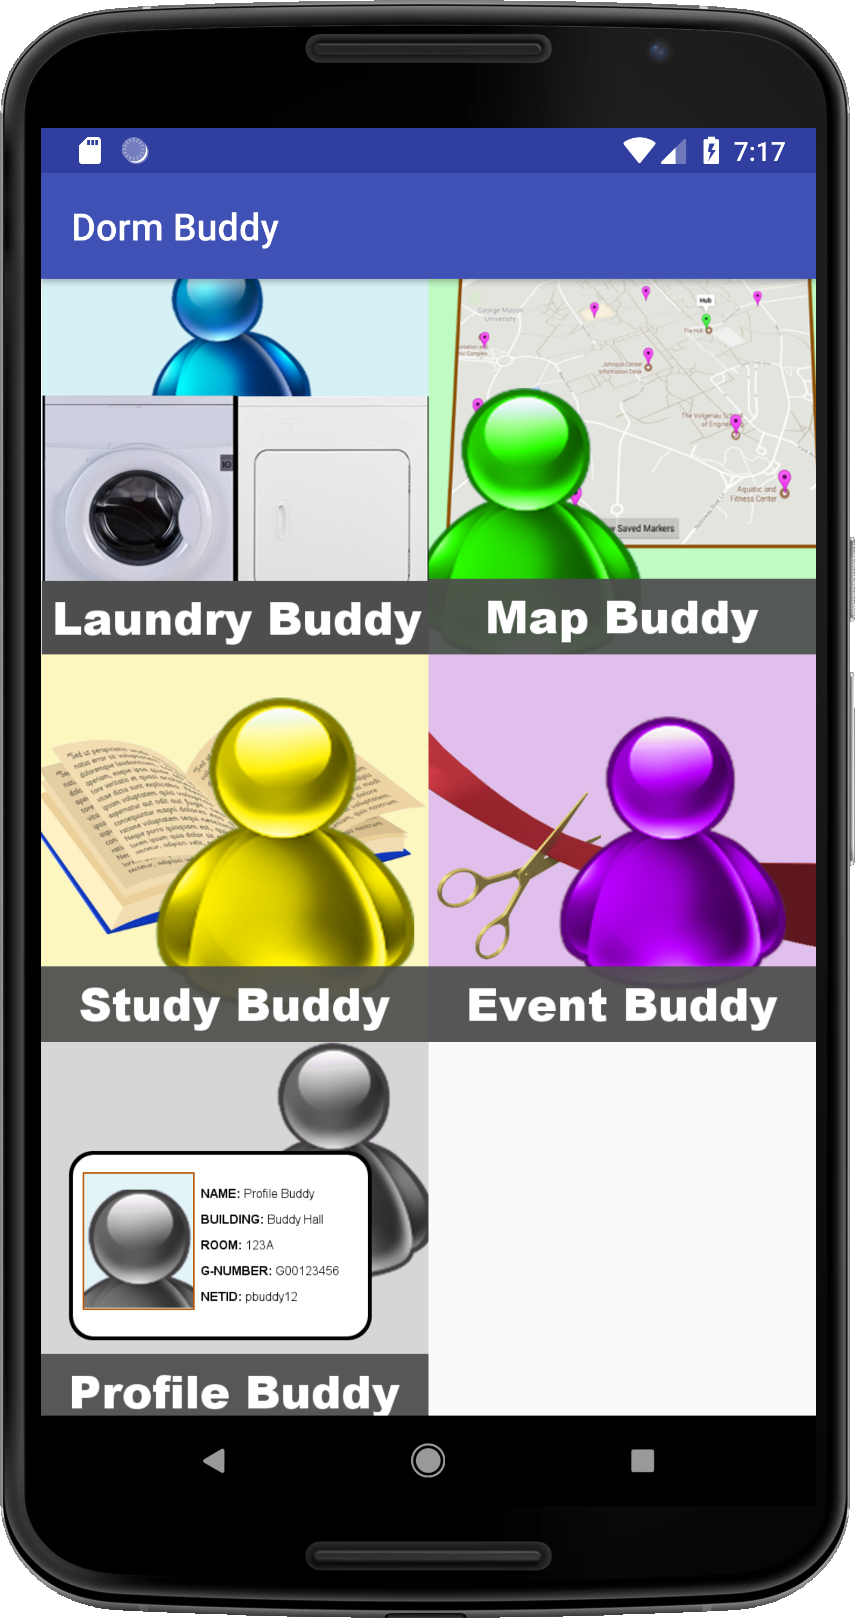 7:17
Dorm Buddy
George Mason
University
Hub
The Hub
Johnson Center
Information Desk
The Volgenau School
of Engine
Aquatic and
Fitness Center
w Saved Markers
Laundry Buddy
Map Buddy
Study Buddy
Event Buddy
NAME: Profile Buddy
BUILDING: Buddy Hall
ROOM: 123A
G-NUMBER: G00123456
NETID: pbuddy12
Profile Buddy